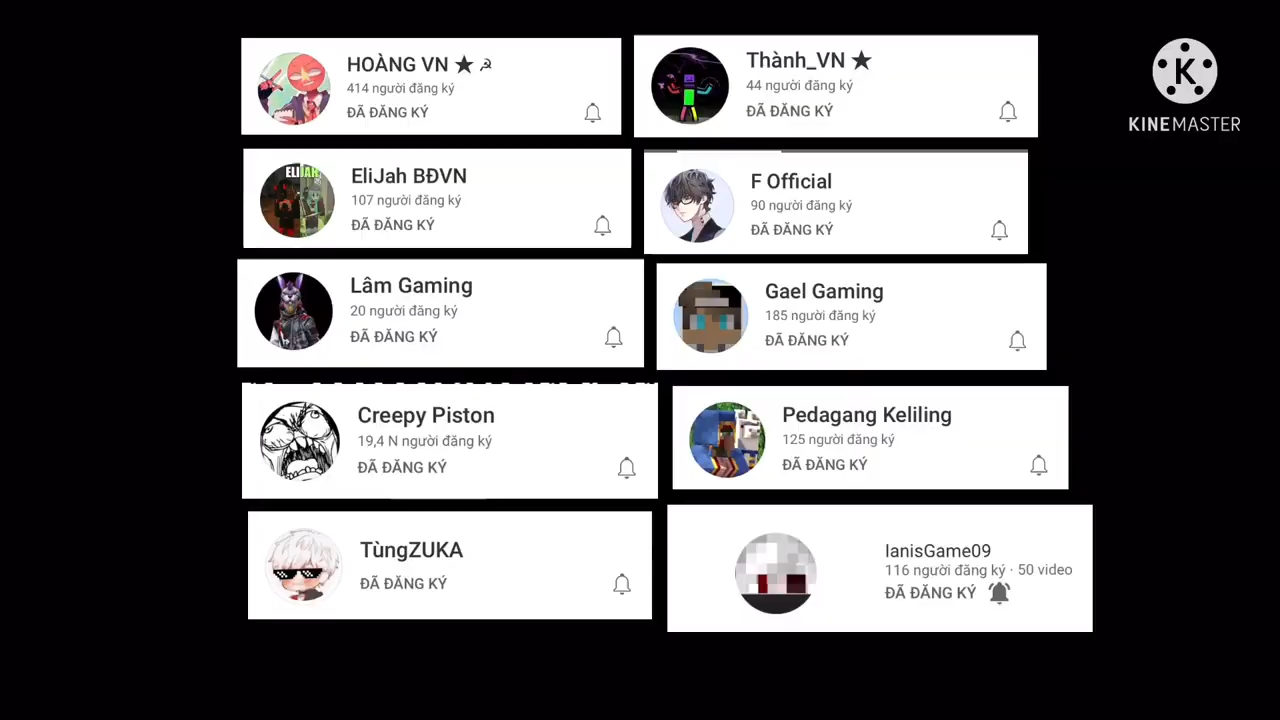 HOÀNG VN ★ ☭
414 người đăng ký
ĐÃ ĐĂNG KÝ
Thành_VN ★
44 người đăng ký
ĐÃ ĐĂNG KÝ
KINEMASTER
ELIJAH
EliJah BĐVN
107 người đăng ký
ĐÃ ĐĂNG KÝ
F Official
90 người đăng ký
ĐÃ ĐĂNG KÝ
Lâm Gaming
20 người đăng ký
ĐÃ ĐĂNG KÝ
Gael Gaming
185 người đăng ký
ĐÃ ĐĂNG KÝ
Creepy Piston
19,4 N người đăng ký
ĐÃ ĐĂNG KÝ
Pedagang Keliling
125 người đăng ký
ĐÃ ĐĂNG KÝ
TùngZUKA
ĐÃ ĐĂNG KÝ
IanisGame09
116 người đăng ký · 50 video
ĐÃ ĐĂNG KÝ